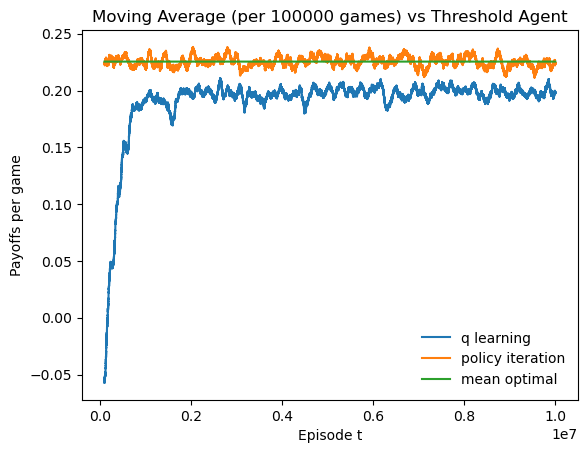 Moving Average (per 100000 games) vs Threshold Agent
Payoffs per game
0.25
0.20
0.15
0.10
0.05
0.00
−0.05
q learning
policy iteration
mean optimal
0.0 0.2 0.4 0.6 0.8 1.0
1e7
Episode t